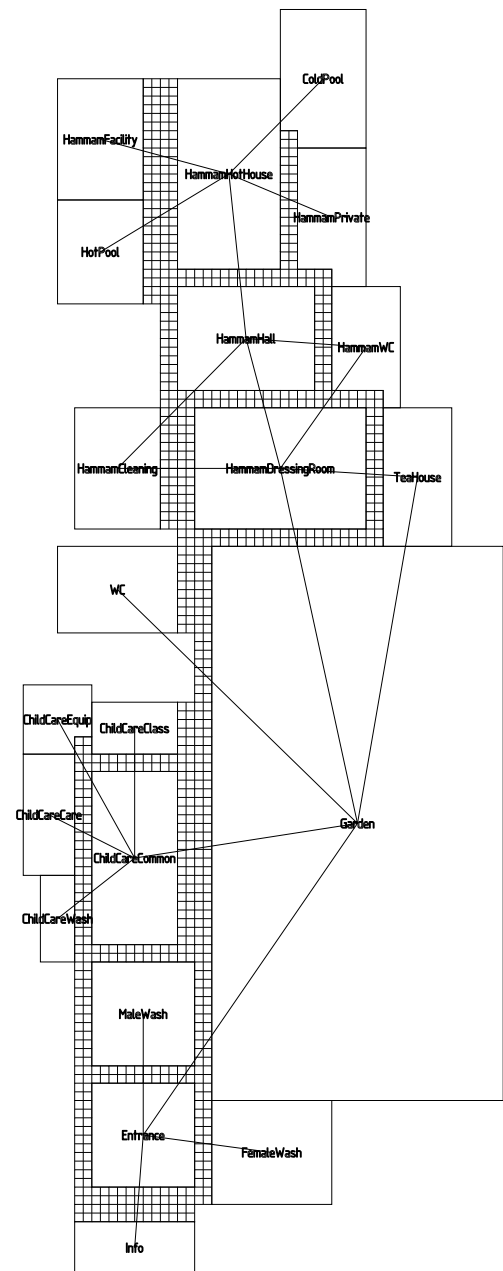 ColdPool
HammamFacility
HammamHotHouse
HammamPrivate
HotPool
HammamHall
HammamWC
HammamCleaning
HammamDressingRoom
TeaHouse
WC
ChildCareEquip
ChildCareClass
ChildCareCare
Garden
ChildCareCommon
ChildCareWash
MaleWash
Entrance
FemaleWash
Info